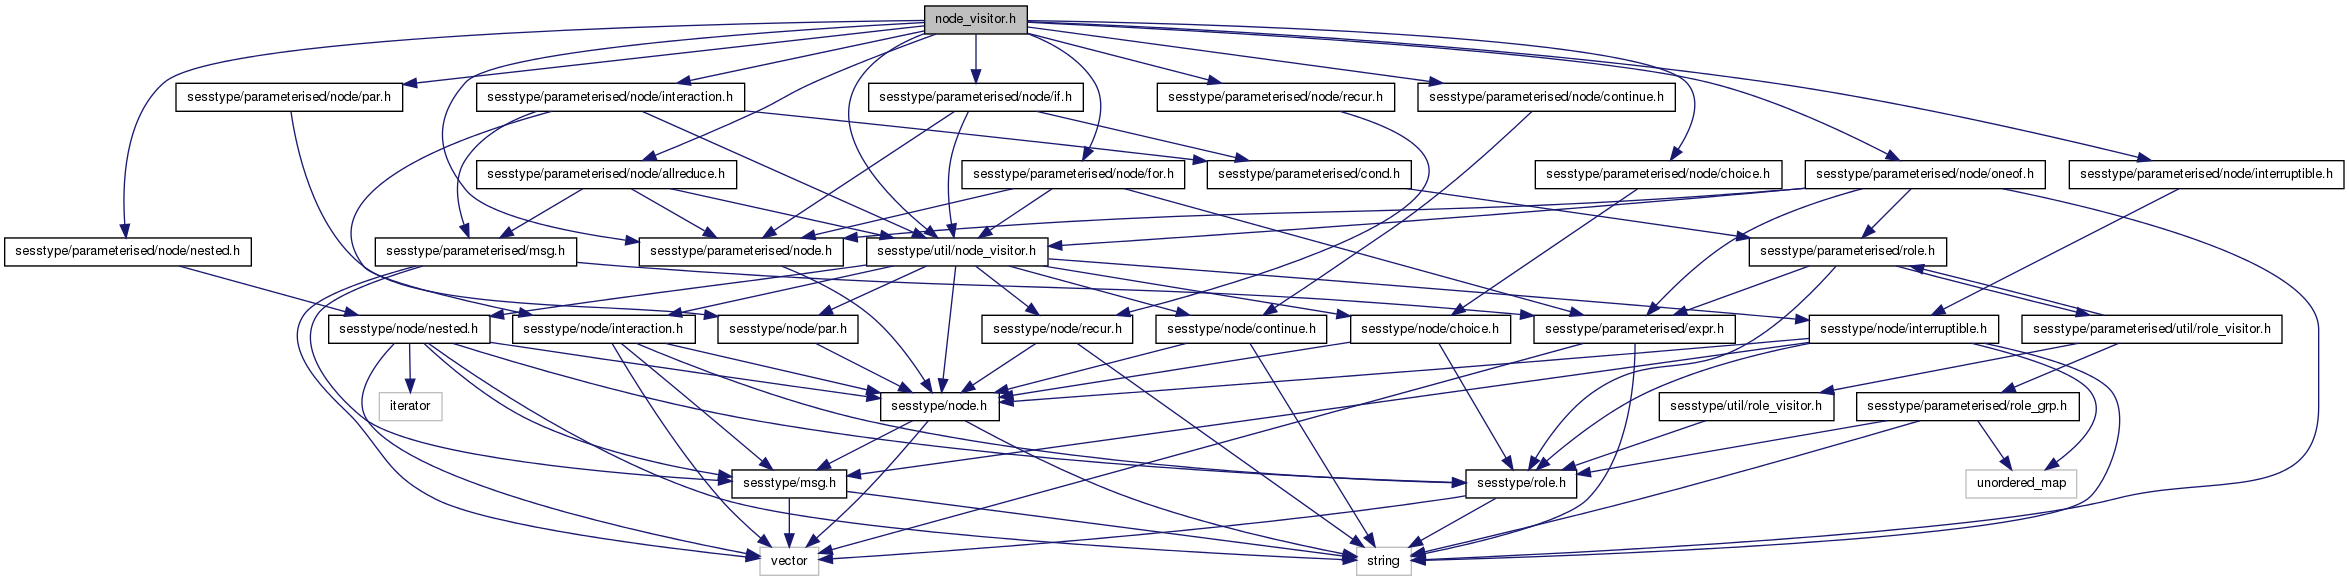 node_visitor.h
sesstype/parameterised/node/par.h
sesstype/parameterised/node/interaction.h
sesstype/parameterised/node/if.h
sesstype/parameterised/node/recur.h
sesstype/parameterised/node/continue.h
sesstype/parameterised/node/allreduce.h
sesstype/parameterised/node/for.h
sesstype/parameterised/cond.h
sesstype/parameterised/node/choice.h
sesstype/parameterised/node/oneof.h
sesstype/parameterised/node/interruptible.h
sesstype/parameterised/node/nested.h
sesstype/parameterised/msg.h
sesstype/parameterised/node.h
sesstype/util/node_visitor.h
sesstype/parameterised/role.h
sesstype/node/nested.h
sesstype/node/interaction.h
sesstype/node/par.h
sesstype/node/recur.h
sesstype/node/continue.h
sesstype/node/choice.h
sesstype/parameterised/expr.h
sesstype/node/interruptible.h
sesstype/parameterised/util/role_visitor.h
iterator
sesstype/node.h
sesstype/util/role_visitor.h
sesstype/parameterised/role_grp.h
sesstype/msg.h
sesstype/role.h
unordered_map
vector
string